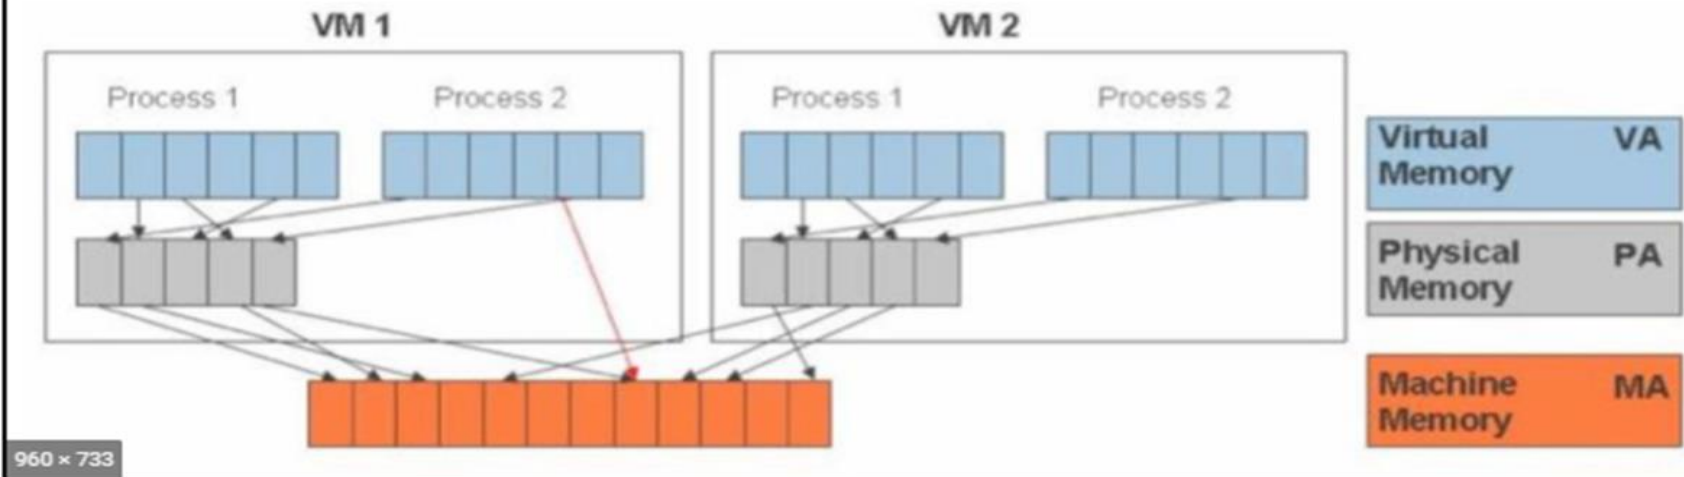 VM 1
VM 2
Process 1
Process 2
Process 1
Process 2
Virtual VA
Memory
Physical PA
Memory
Machine MA
Memory
960 × 733